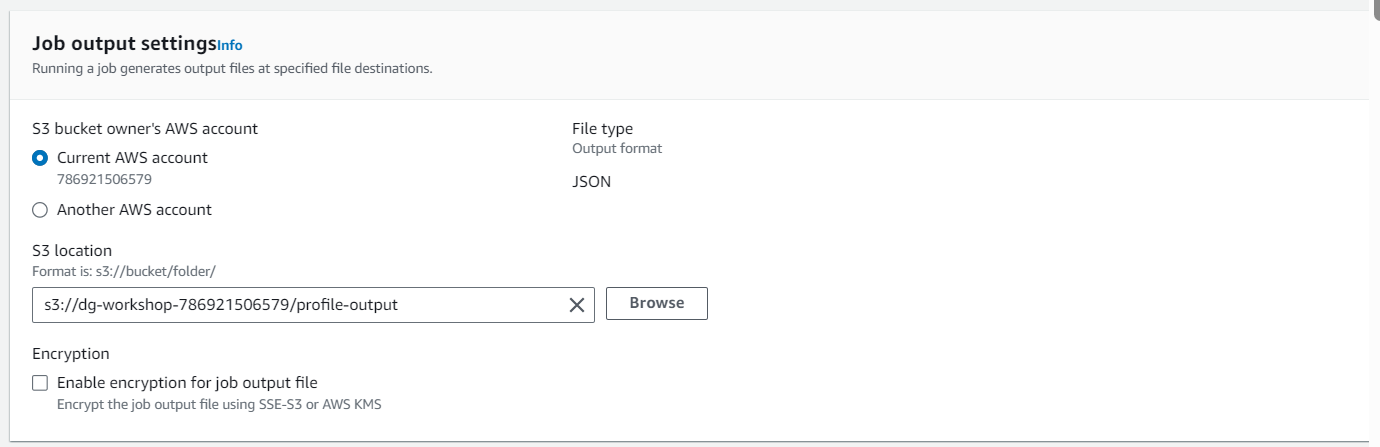 Job output settings Info
Running a job generates output files at specified file destinations.
S3 bucket owner's AWS account
Current AWS account
786921506579
Another AWS account
File type
Output format
JSON
S3 location
Format is: s3://bucket/folder/
s3://dg-workshop-786921506579/profile-output
Browse
Encryption
Enable encryption for job output file
Encrypt the job output file using SSE-S3 or AWS KMS